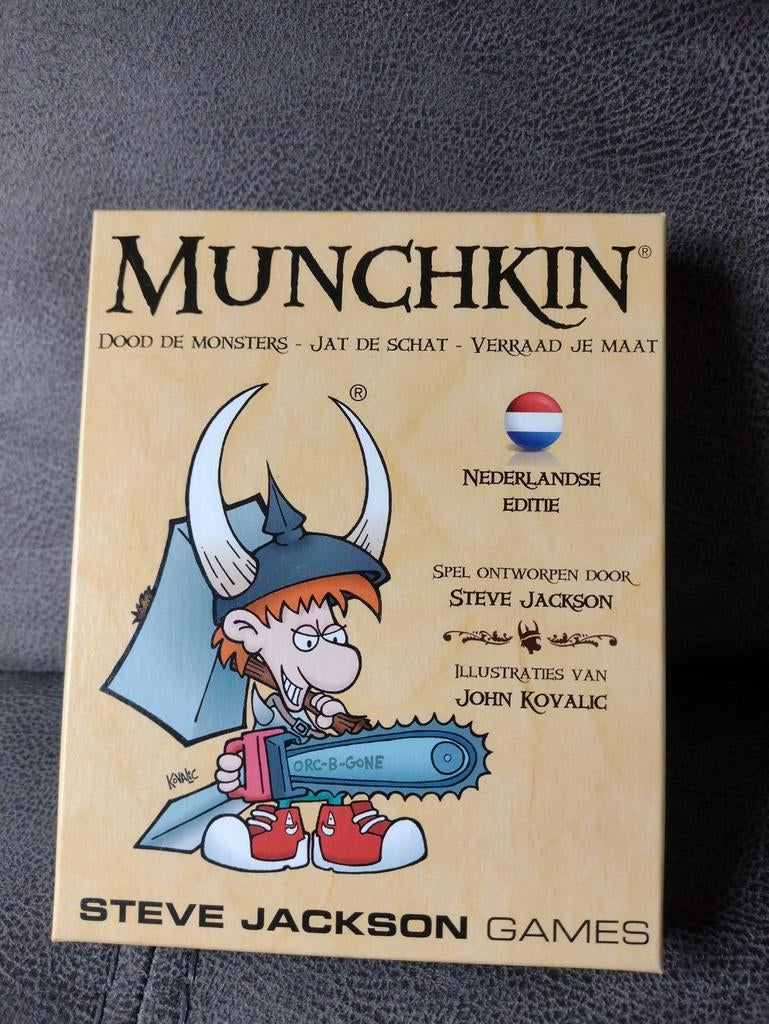 MUNCHKIN®
DOOD DE MONSTERS - JAT DE SCHAT - VERRAAD JE MAAT
®
NEDERLANDSE
EDITIE
SPEL ONTWORPEN DOOR
STEVE JACKSON
ILLUSTRATIES VAN
JOHN KOVALIC
ORC-B-GONE
KOVALIC
STEVE JACKSON GAMES